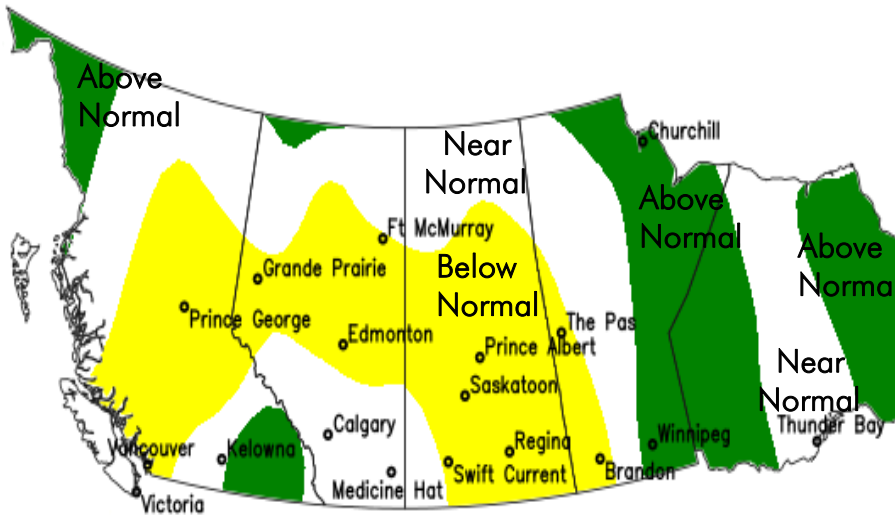 Above
Normal
Near
Normal
Churchill
Above
Normal
Ft McMurray
Above
Norma
Grande Prairie
Below
Normal
Prince George
Edmonton
The Pas
Prince Albert
Near
Normal
Saskatoon
Calgary
Thunder Bay
Vancouver
Kelowna
Regina
Winnipeg
Swift Current
Brandon
Medicine Hat
Victoria